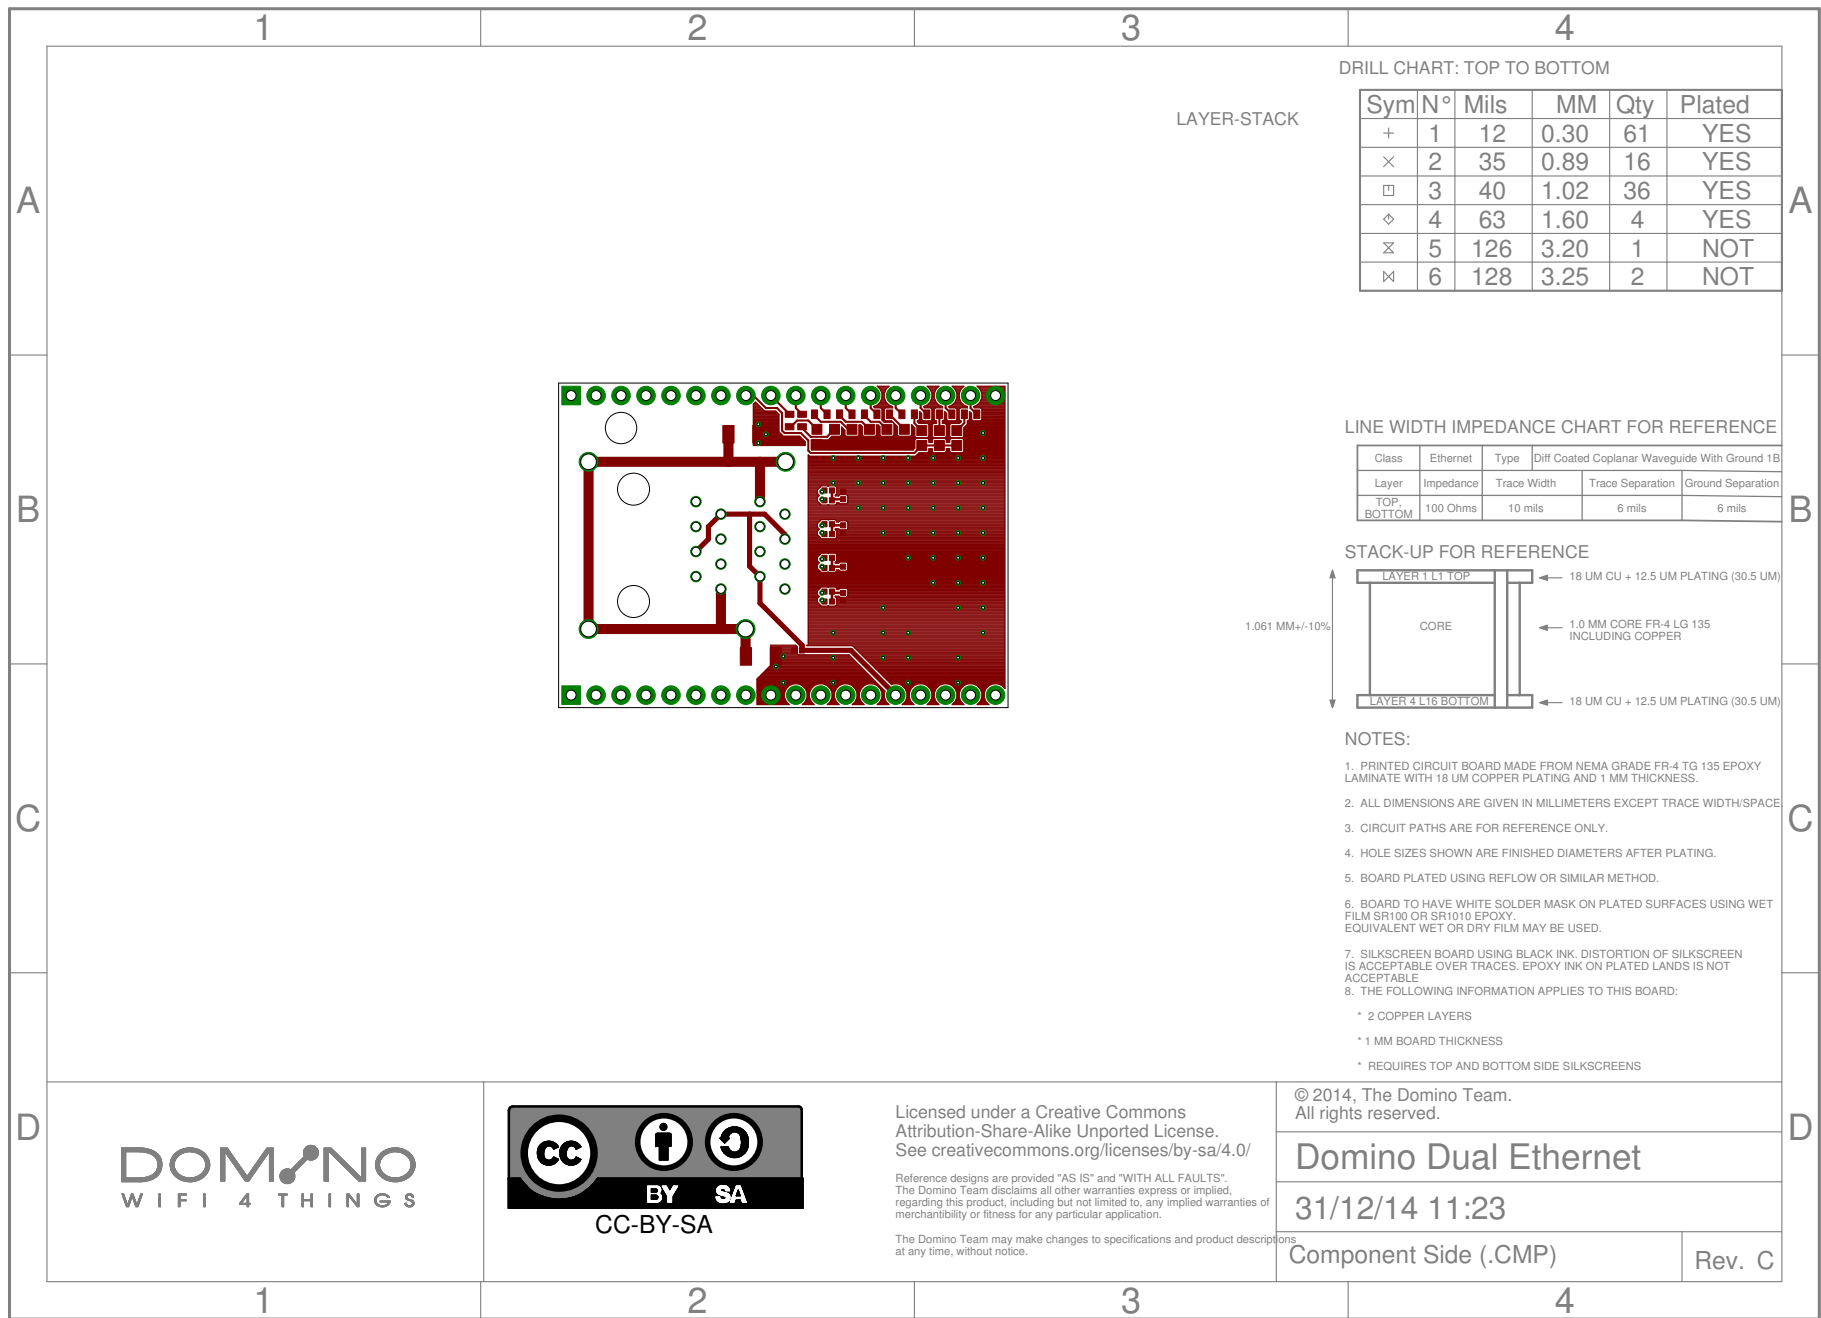 1 2 3 4
DRILL CHART: TOP TO BOTTOM
LAYER-STACK
Sym N° Mils MM Qty Plated
+ 1 12 0.30 61 YES
× 2 35 0.89 16 YES
3 40 1.02 36 YES
4 63 1.60 4 YES
5 126 3.20 1 NOT
6 128 3.25 2 NOT
A A
LINE WIDTH IMPEDANCE CHART FOR REFERENCE
Class Ethernet Type Diff Coated Coplanar Waveguide With Ground 1B
Layer Impedance Trace Width Trace Separation Ground Separation
TOP, BOTTOM 100 Ohms 10 mils 6 mils 6 mils
B B
STACK-UP FOR REFERENCE
LAYER 1 L1 TOP 18 UM CU + 12.5 UM PLATING (30.5 UM)
1.061 MM+/-10% CORE 1.0 MM CORE FR-4 LG 135
INCLUDING COPPER
LAYER 4 L16 BOTTOM 18 UM CU + 12.5 UM PLATING (30.5 UM)
NOTES:
1. PRINTED CIRCUIT BOARD MADE FROM NEMA GRADE FR-4 TG 135 EPOXY
LAMINATE WITH 18 UM COPPER PLATING AND 1 MM THICKNESS.
2. ALL DIMENSIONS ARE GIVEN IN MILLIMETERS EXCEPT TRACE WIDTH/SPACE
C C
3. CIRCUIT PATHS ARE FOR REFERENCE ONLY.
4. HOLE SIZES SHOWN ARE FINISHED DIAMETERS AFTER PLATING.
5. BOARD PLATED USING REFLOW OR SIMILAR METHOD.
6. BOARD TO HAVE WHITE SOLDER MASK ON PLATED SURFACES USING WET
FILM SR100 OR SR1010 EPOXY.
EQUIVALENT WET OR DRY FILM MAY BE USED.
7. SILKSCREEN BOARD USING BLACK INK. DISTORTION OF SILKSCREEN
IS ACCEPTABLE OVER TRACES. EPOXY INK ON PLATED LANDS IS NOT
ACCEPTABLE
8. THE FOLLOWING INFORMATION APPLIES TO THIS BOARD:
* 2 COPPER LAYERS
* 1 MM BOARD THICKNESS
* REQUIRES TOP AND BOTTOM SIDE SILKSCREENS
D D
DOMINO
WIFI 4 THINGS
CC BY SA
CC-BY-SA
Licensed under a Creative Commons
Attribution-Share-Alike Unported License.
See creativecommons.org/licenses/by-sa/4.0/
Reference designs are provided "AS IS" and "WITH ALL FAULTS".
The Domino Team disclaims all other warranties express or implied,
regarding this product, including but not limited to, any implied warranties of
merchantibility or fitness for any particular application.
The Domino Team may make changes to specifications and product descriptions
at any time, without notice.
© 2014, The Domino Team.
All rights reserved.
Domino Dual Ethernet
31/12/14 11:23
Component Side (.CMP) Rev. C
1 2 3 4